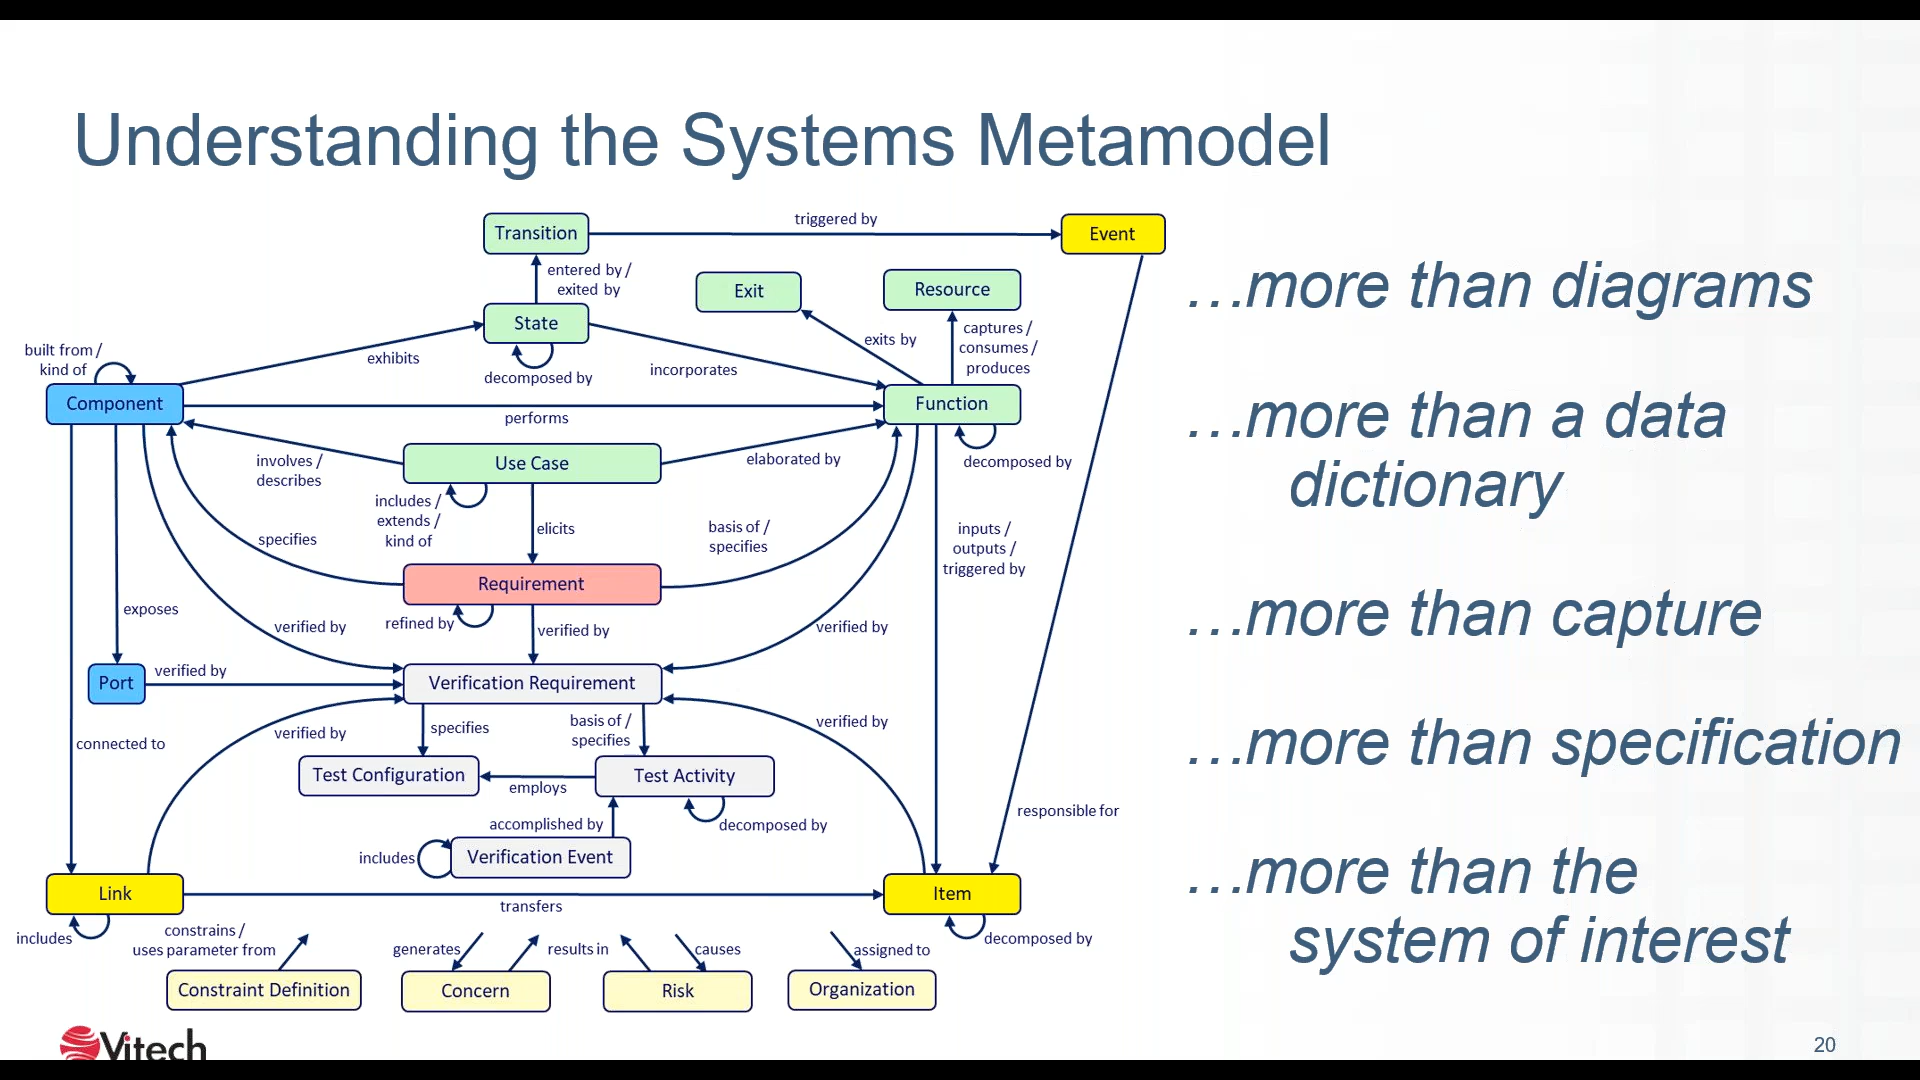 Understanding the Systems Metamodel
Transition
triggered by
Event
entered by /
exited by
Exit
Resource
State
exhibits
decomposed by
incorporates
exits by
captures /
consumes /
produces
built from /
kind of
Component
performs
Function
involves /
describes
Use Case
elaborated by
decomposed by
includes /
extends /
kind of
elicits
specifies
basis of /
specifies
inputs /
outputs /
triggered by
Requirement
exposes
verified by
refined by
verified by
verified by
Port
verified by
Verification Requirement
verified by
specifies
basis of /
specifies
verified by
connected to
Test Configuration
employs
Test Activity
responsible for
accomplished by
decomposed by
includes
Verification Event
Link
transfers
Item
includes
constrains /
uses parameter from
generates
results in
causes
assigned to
decomposed by
Constraint Definition
Concern
Risk
Organization
...more than diagrams
...more than a data
dictionary
...more than capture
...more than specification
...more than the
system of interest
Vitech
20